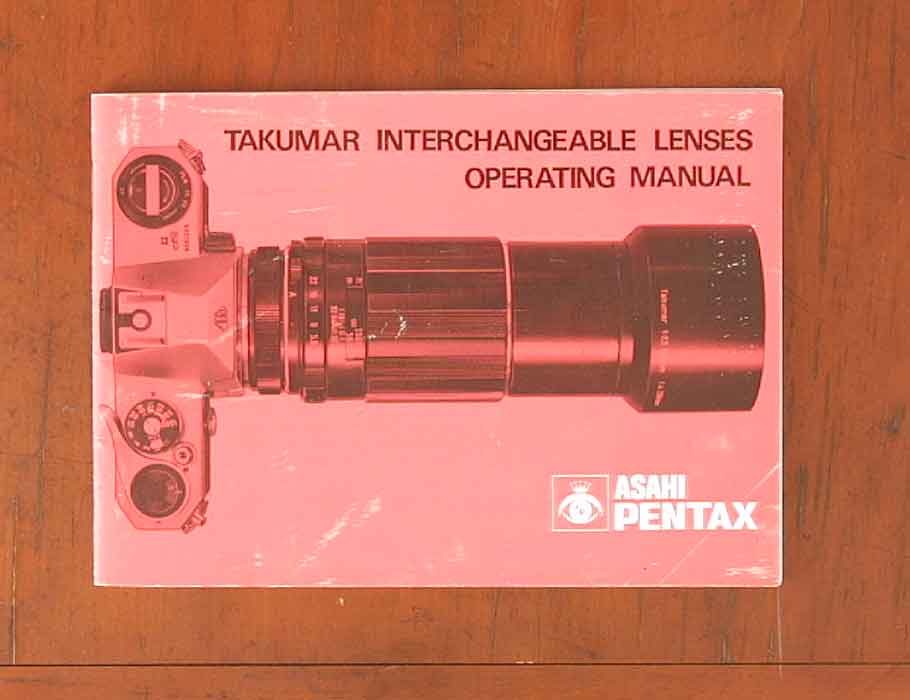 TAKUMAR INTERCHANGEABLE LENSES
OPERATING MANUAL
ASAHI
PENTAX